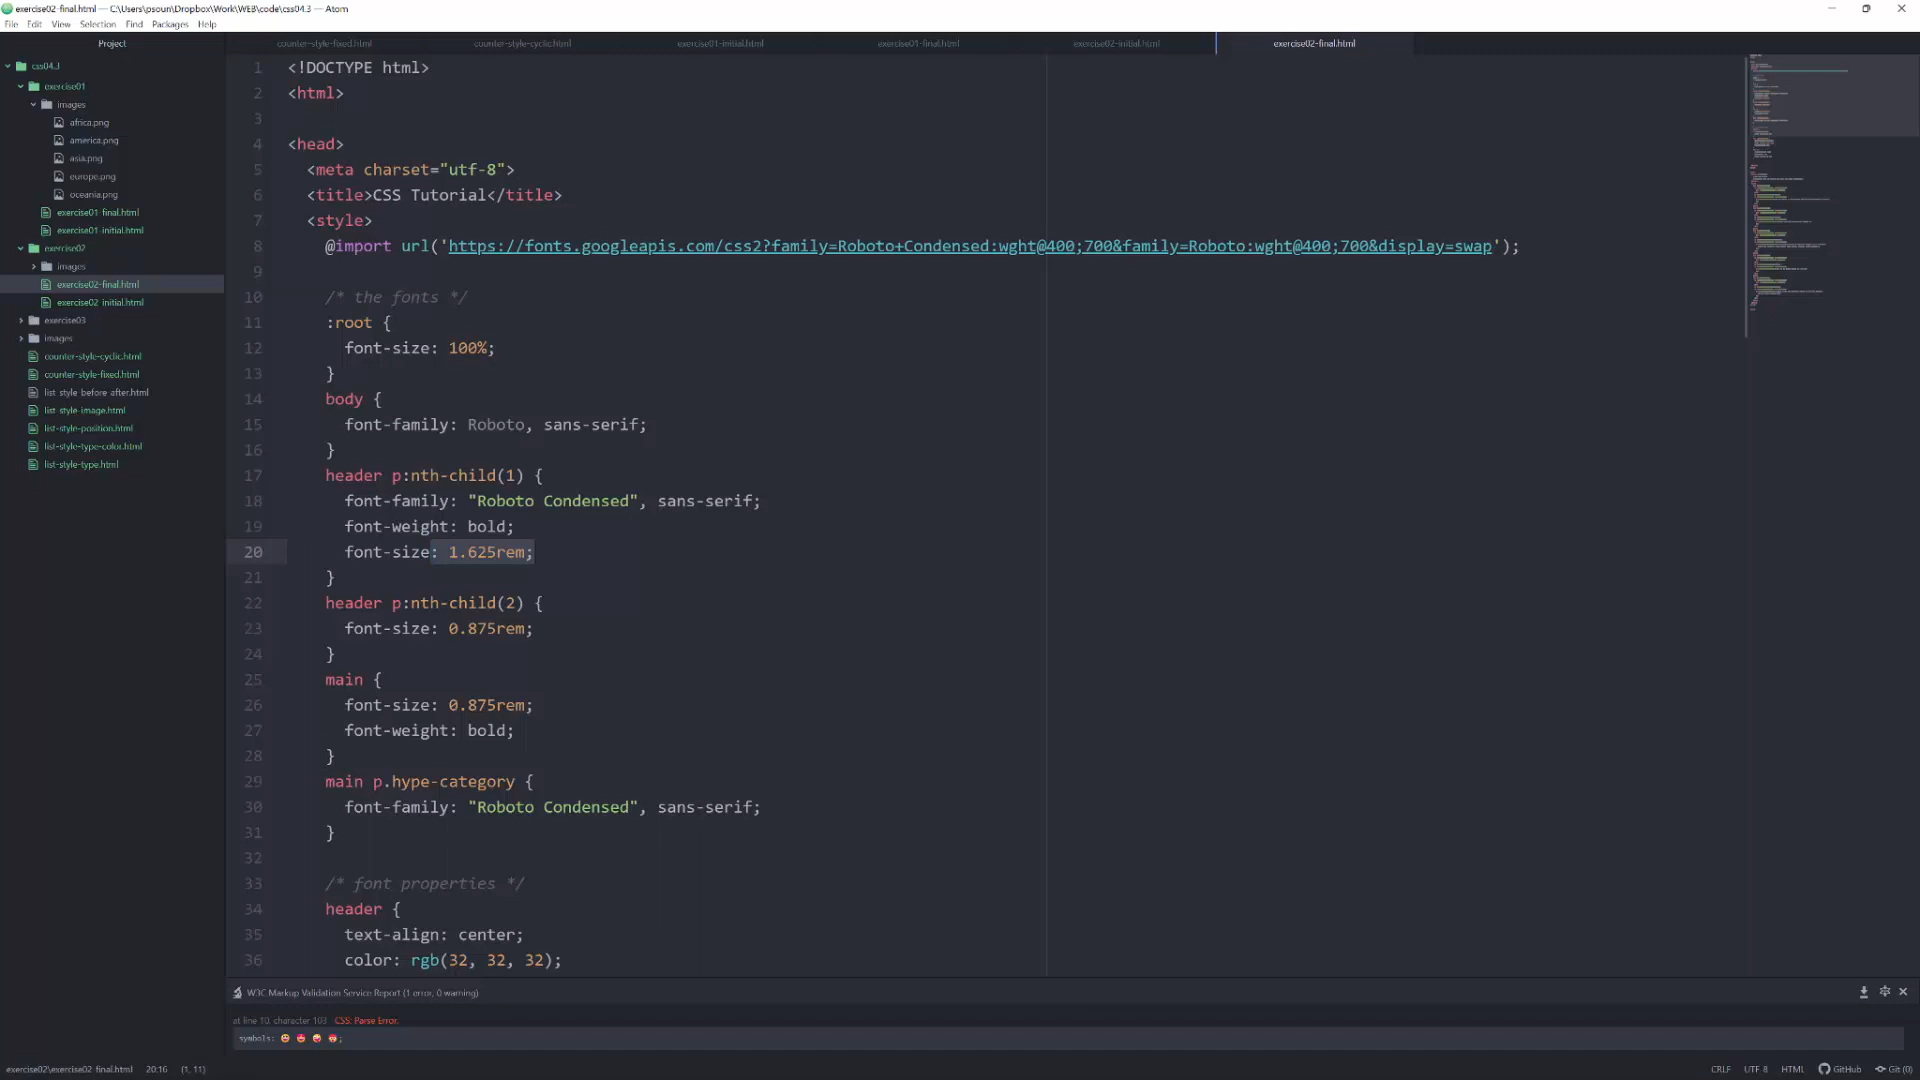 exercise02-final.html — C:\Users\psoun\Dropbox\Work\WEB\code\css04.3 — Atom
File Edit View Selection Find Packages Help
Project
css04.3
exercise01
images
africa.png
america.png
asia.png
europe.png
oceania.png
exercise01-final.html
exercise01-initial.html
exercise02
images
exercise02-final.html
exercise02-initial.html
exercise03
images
counter-style-cyclic.html
counter-style-fixed.html
list-style-before-after.html
list-style-image.html
list-style-position.html
list-style-type-color.html
list-style-type.html
counter-style-fixed.html counter-style-cyclic.html exercise01-initial.html exercise01-final.html exercise02-initial.html exercise02-final.html
1 <!DOCTYPE html>
2 <html>
3
4 <head>
5 <meta charset="utf-8">
6 <title>CSS Tutorial</title>
7 <style>
8 @import url('https://fonts.googleapis.com/css2?family=Roboto+Condensed:wght@400;700&family=Roboto:wght@400;700&display=swap');
9
10 /* the fonts */
11 :root {
12 font-size: 100%;
13 }
14 body {
15 font-family: Roboto, sans-serif;
16 }
17 header p:nth-child(1) {
18 font-family: "Roboto Condensed", sans-serif;
19 font-weight: bold;
20 font-size: 1.625rem;
21 }
22 header p:nth-child(2) {
23 font-size: 0.875rem;
24 }
25 main {
26 font-size: 0.875rem;
27 font-weight: bold;
28 }
29 main p.hype-category {
30 font-family: "Roboto Condensed", sans-serif;
31 }
32
33 /* font properties */
34 header {
35 text-align: center;
36 color: rgb(32, 32, 32);
W3C Markup Validation Service Report (1 error, 0 warning)
at line 10, character 103 CSS: Parse Error.
symbols: 😀 😍 🤪 😡;
exercise02\exercise02-final.html 20:16 (1, 11) CRLF UTF-8 HTML GitHub Git (0)